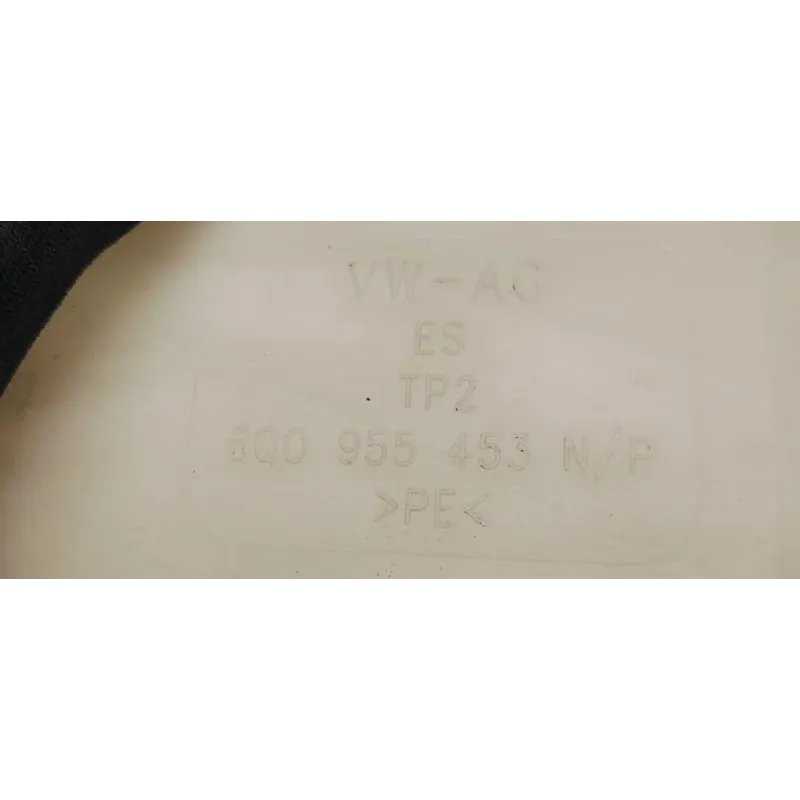 VW-AG
ES
TP2
6Q0 955 453 N/P
>PE<